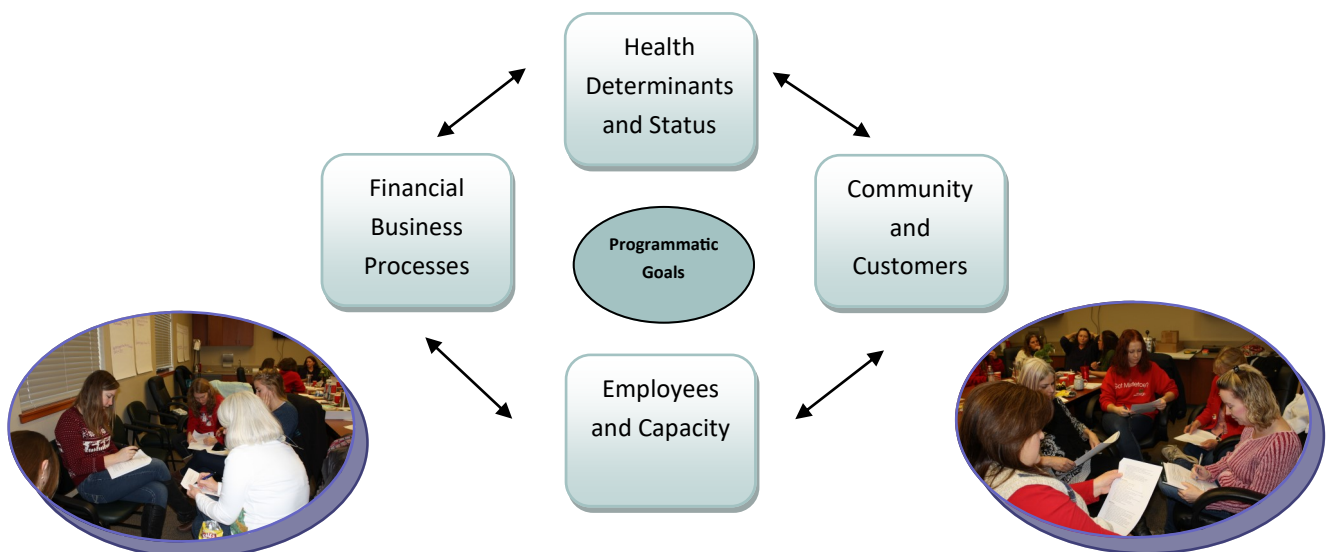 Health
Determinants
and Status
Financial
Business
Processes
Programmatic
Goals
Community
and
Customers
Employees
and Capacity